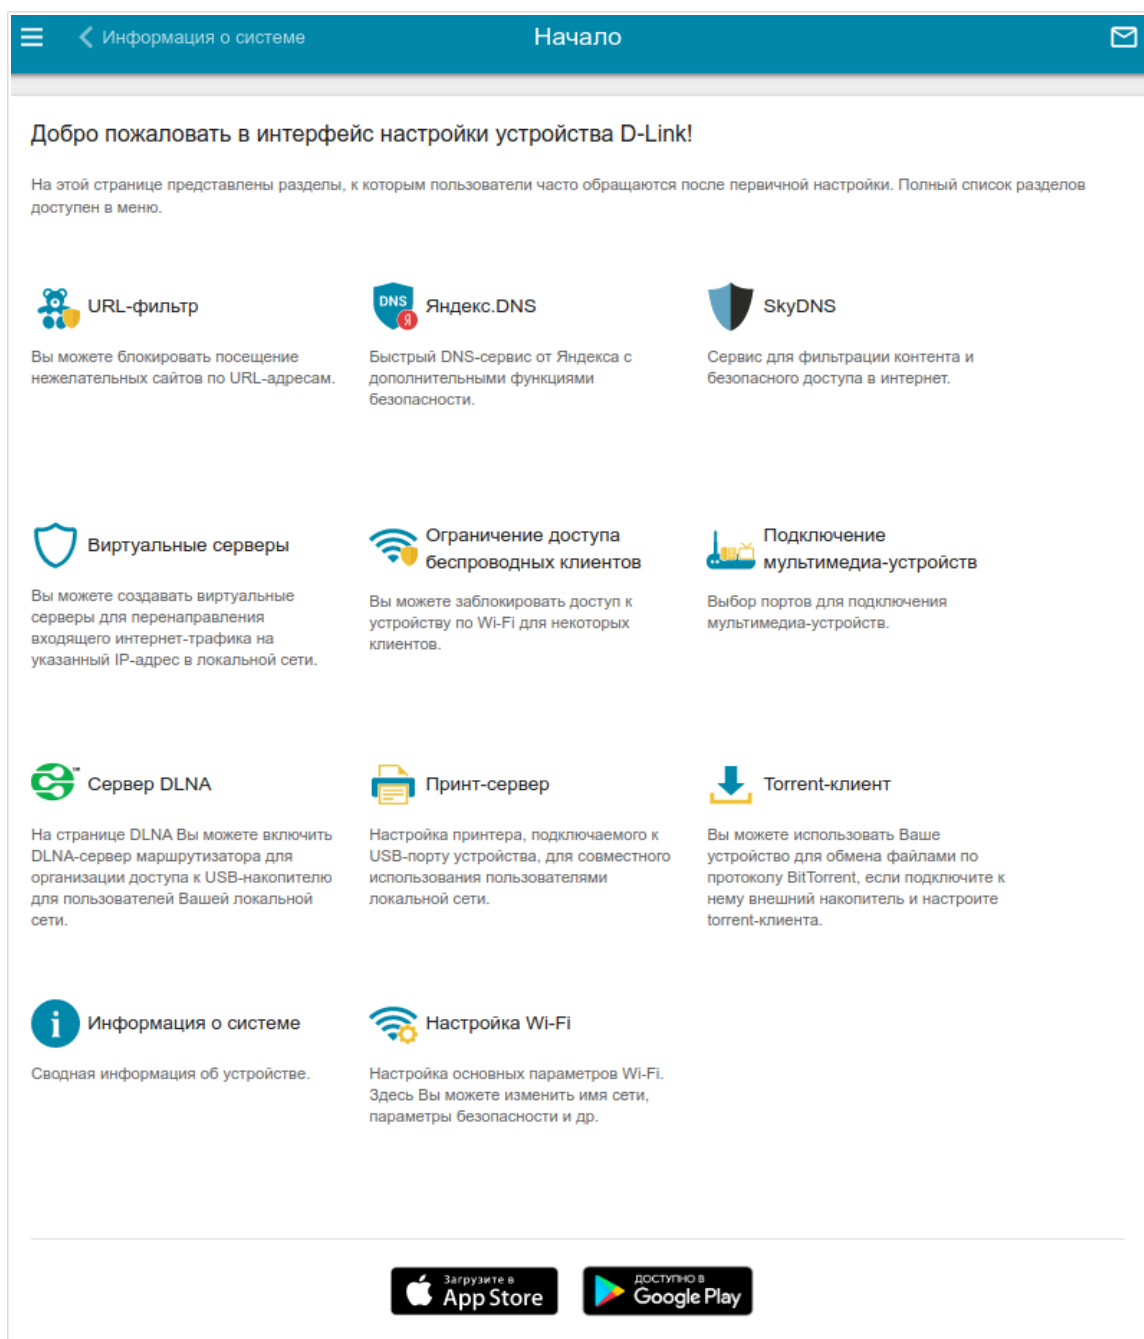 Информация о системе
Начало
Добро пожаловать в интерфейс настройки устройства D-Link!
На этой странице представлены разделы, к которым пользователи часто обращаются после первичной настройки. Полный список разделов
доступен в меню.
URL-фильтр
Вы можете блокировать посещение
нежелательных сайтов по URL-адресам.
DNS
Я
Яндекс.DNS
Быстрый DNS-сервис от Яндекса с
дополнительными функциями
безопасности.
SkyDNS
Сервис для фильтрации контента и
безопасного доступа в интернет.
Виртуальные серверы
Вы можете создавать виртуальные
серверы для перенаправления
входящего интернет-трафика на
указанный IP-адрес в локальной сети.
Ограничение доступа
беспроводных клиентов
Вы можете заблокировать доступ к
устройству по Wi-Fi для некоторых
клиентов.
Подключение
мультимедиа-устройств
Выбор портов для подключения
мультимедиа-устройств.
Сервер DLNA
На странице DLNA Вы можете включить
DLNA-сервер маршрутизатора для
организации доступа к USB-накопителю
для пользователей Вашей локальной
сети.
Принт-сервер
Настройка принтера, подключаемого к
USB-порту устройства, для совместного
использования пользователями
локальной сети.
Torrent-клиент
Вы можете использовать Ваше
устройство для обмена файлами по
протоколу BitTorrent, если подключите к
нему внешний накопитель и настроите
torrent-клиента.
Информация о системе
Сводная информация об устройстве.
Настройка Wi-Fi
Настройка основных параметров Wi-Fi.
Здесь Вы можете изменить имя сети,
параметры безопасности и др.
Загрузите в
App Store
ДОСТУПНО В
Google Play